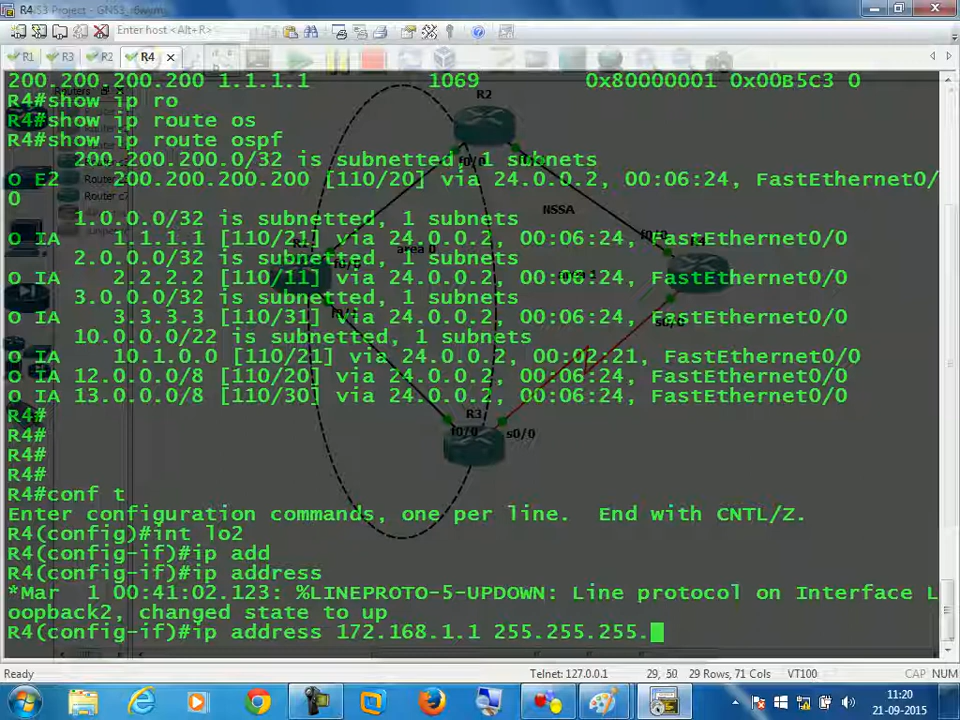 R4
GNS3 Project - GNS3
Enter host <Alt+R>
R1
R3
R2
R4
200.200.200.200 1.1.1.1         1069        0x80000001 0x00B5C3 0
R4#show ip ro
R4#show ip route os
R4#show ip route ospf
200.200.200.0/32 is subnetted, 1 subnets
O E2    200.200.200.200 [110/20] via 24.0.0.2, 00:06:24, FastEthernet0/
0
1.0.0.0/32 is subnetted, 1 subnets
O IA    1.1.1.1 [110/21] via 24.0.0.2, 00:06:24, FastEthernet0/0
2.0.0.0/32 is subnetted, 1 subnets
O IA    2.2.2.2 [110/11] via 24.0.0.2, 00:06:24, FastEthernet0/0
3.0.0.0/32 is subnetted, 1 subnets
O IA    3.3.3.3 [110/31] via 24.0.0.2, 00:06:24, FastEthernet0/0
10.0.0.0/22 is subnetted, 1 subnets
O IA    10.1.0.0 [110/21] via 24.0.0.2, 00:02:21, FastEthernet0/0
O IA 12.0.0.0/8 [110/20] via 24.0.0.2, 00:06:24, FastEthernet0/0
O IA 13.0.0.0/8 [110/30] via 24.0.0.2, 00:06:24, FastEthernet0/0
R4#
R4#
R4#
R4#
R4#conf t
Enter configuration commands, one per line.  End with CNTL/Z.
R4(config)#int lo2
R4(config-if)#ip add
R4(config-if)#ip address
*Mar  1 00:41:02.123: %LINEPROTO-5-UPDOWN: Line protocol on Interface L
oopback2, changed state to up
R4(config-if)#ip address 172.168.1.1 255.255.255.
R2
NSSA
area 0
R3
f0/0
s0/0
Ready
Telnet: 127.0.0.1
29, 50
29 Rows, 71 Cols
VT100
CAP NUM
11:20
21-09-2015